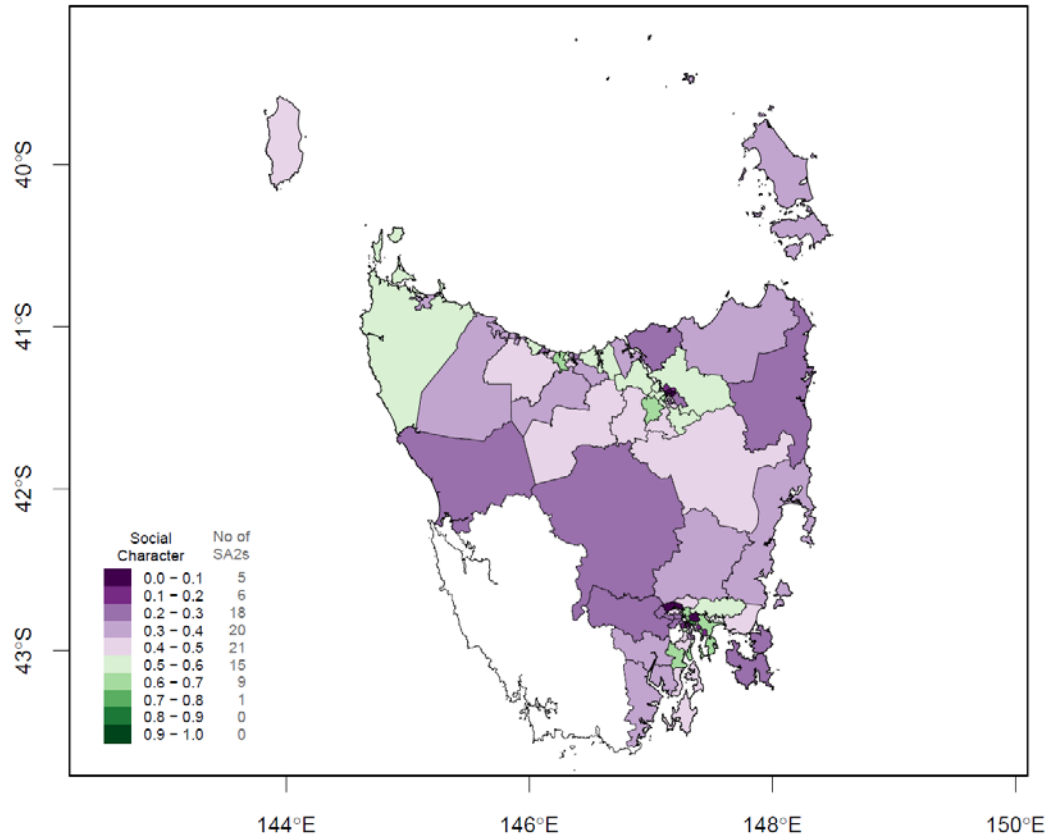 40°S
41°S
42°S
43°S
Social Character No of SA2s
0.0 – 0.1 5
0.1 – 0.2 6
0.2 – 0.3 18
0.3 – 0.4 20
0.4 – 0.5 21
0.5 – 0.6 15
0.6 – 0.7 9
0.7 – 0.8 1
0.8 – 0.9 0
0.9 – 1.0 0
144°E 146°E 148°E 150°E